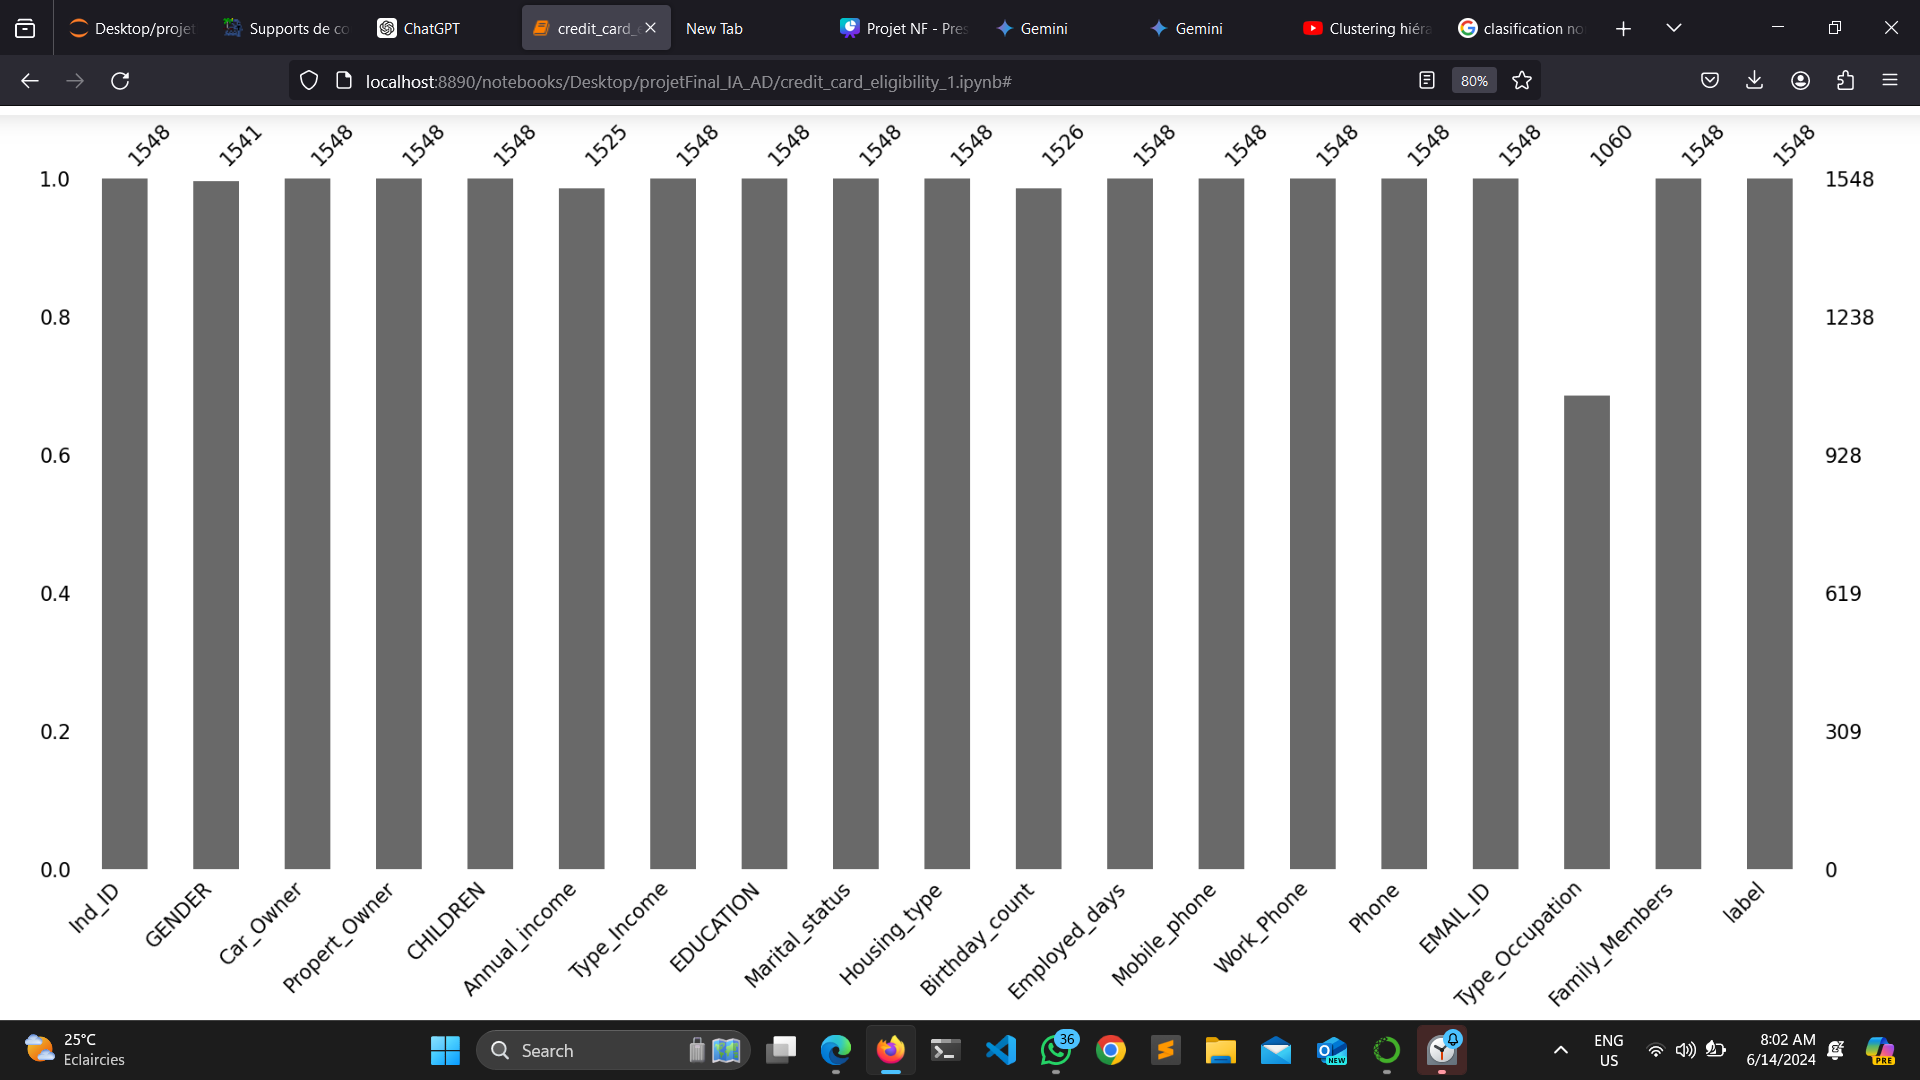 Desktop/projet
Supports de co
ChatGPT
credit_card_e
New Tab
Projet NF - Pres
Gemini
Gemini
Clustering hiéra
clasification no
localhost:8890/notebooks/Desktop/projetFinal_IA_AD/credit_card_eligibility_1.ipynb#
80%
1548 1541 1548 1548 1548 1525 1548 1548 1548 1548 1526 1548 1548 1548 1548 1548 1060 1548 1548
1.0 1548
0.8 1238
0.6 928
0.4 619
0.2 309
0.0 0
Ind_ID
GENDER
Car_Owner
Propert_Owner
CHILDREN
Annual_income
Type_Income
EDUCATION
Marital_status
Housing_type
Birthday_count
Employed_days
Mobile_phone
Work_Phone
Phone
EMAIL_ID
Type_Occupation
Family_Members
label
25°C
Eclaircies
Search
36
NEW
ENG
US
8:02 AM
6/14/2024
PRE